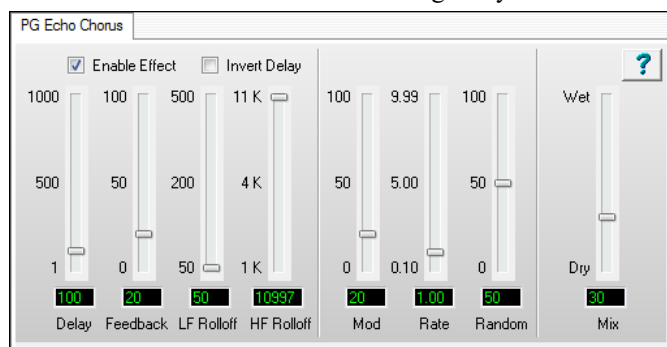 PG Echo Chorus
Enable Effect Invert Delay ?
1000 100 500 11 K 100 9.99 100 Wet
500 50 200 4 K 50 5.00 50
1 0 50 1 K 0 0.10 0 Dry
100 20 50 10997 20 1.00 50 30
Delay Feedback LF Rolloff HF Rolloff Mod Rate Random Mix